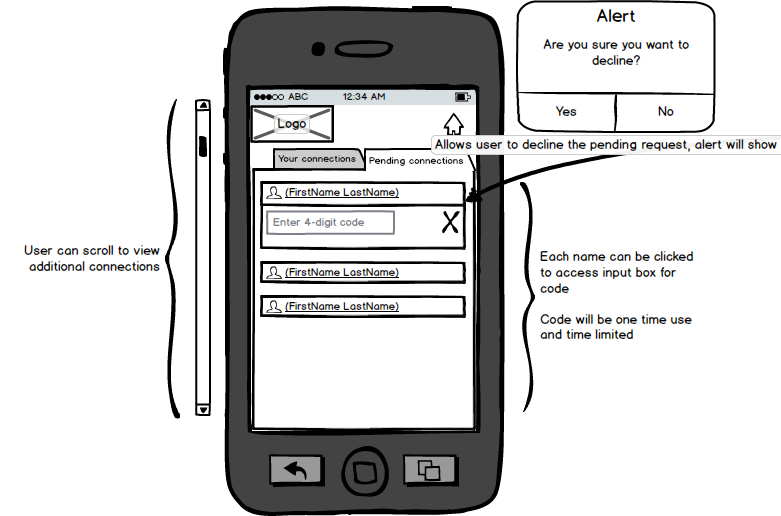 Alert
Are you sure you want to
decline?
Yes
No
ABC
12:34 AM
Logo
Allows user to decline the pending request, alert will show
Your connections
Pending connections
(FirstName LastName)
Enter 4-digit code
X
(FirstName LastName)
(FirstName LastName)
User can scroll to view
additional connections
Each name can be clicked
to access input box for
code
Code will be one time use
and time limited